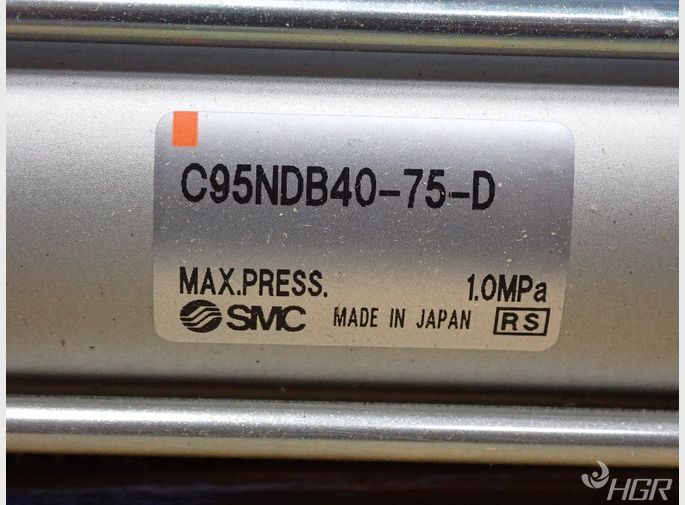 C95NDB40-75-D
MAX.PRESS. 1.0MPa
SMC MADE IN JAPAN RS
HGR